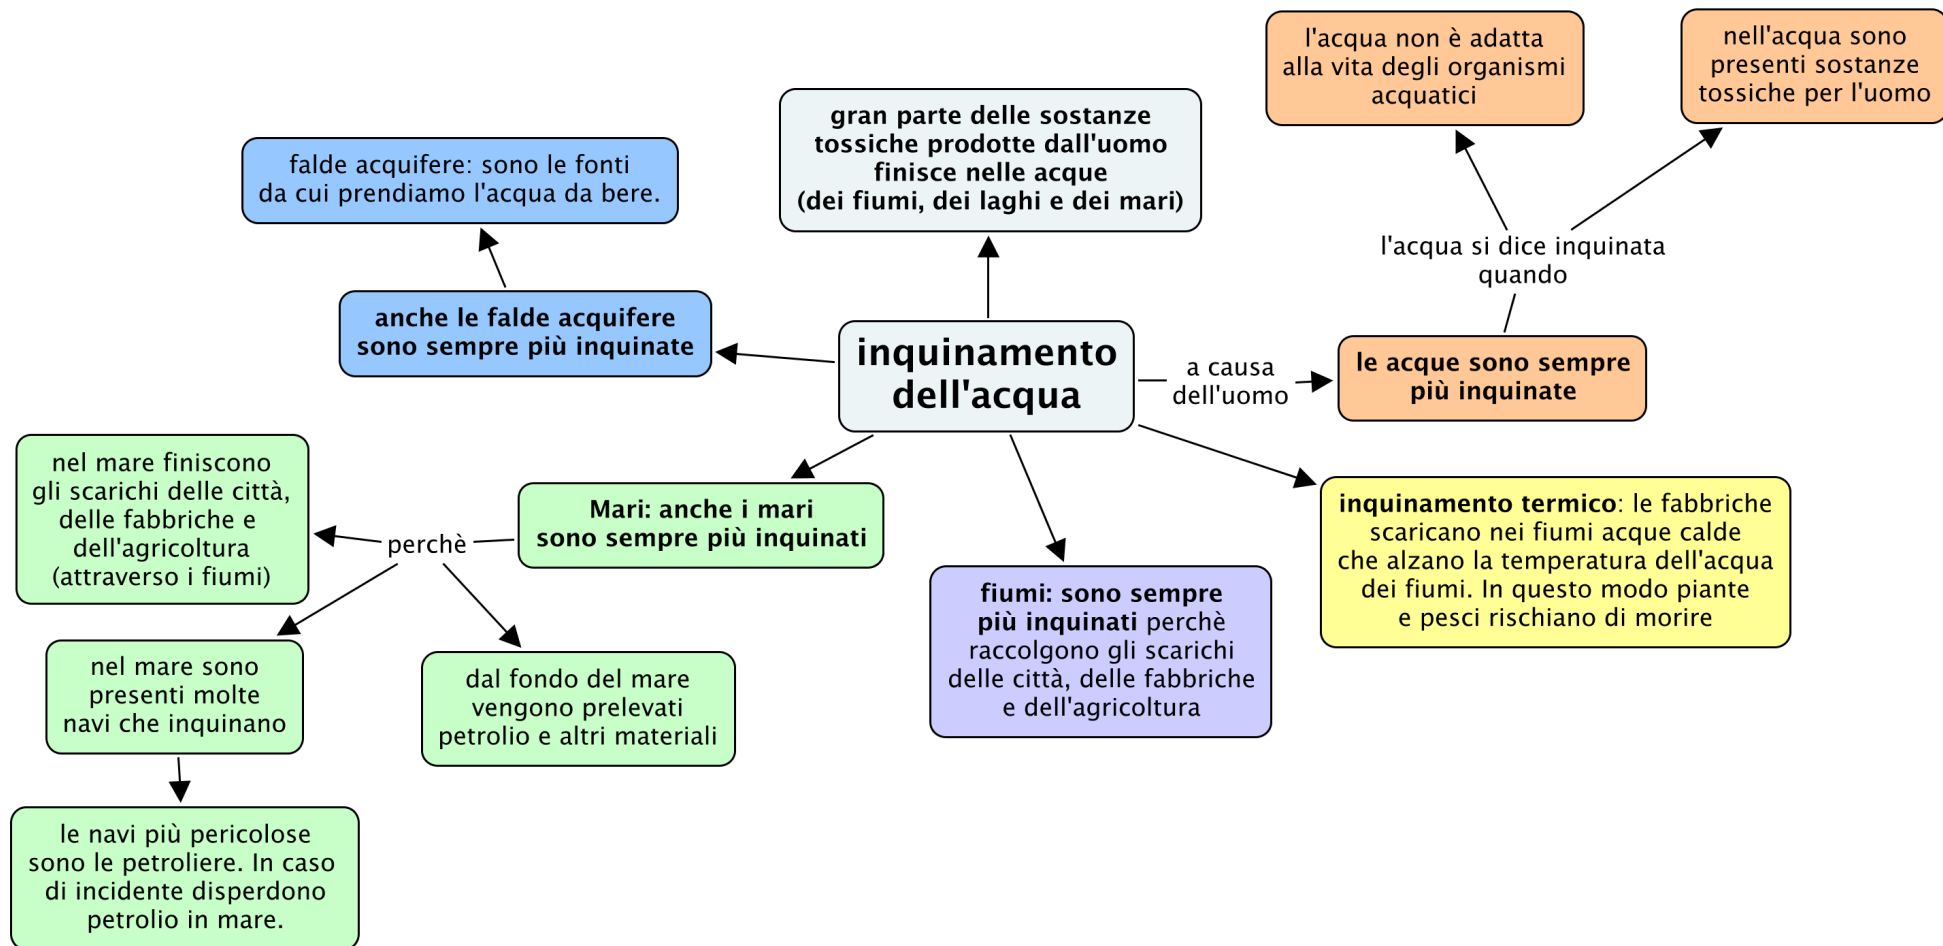 l'acqua non è adatta
alla vita degli organismi
acquatici
nell'acqua sono
presenti sostanze
tossiche per l'uomo
gran parte delle sostanze
tossiche prodotte dall'uomo
finisce nelle acque
(dei fiumi, dei laghi e dei mari)
falde acquifere: sono le fonti
da cui prendiamo l'acqua da bere.
l'acqua si dice inquinata
quando
anche le falde acquifere
sono sempre più inquinate
inquinamento
dell'acqua
a causa
dell'uomo
le acque sono sempre
più inquinate
nel mare finiscono
gli scarichi delle città,
delle fabbriche e
dell'agricoltura
(attraverso i fiumi)
perchè
Mari: anche i mari
sono sempre più inquinati
inquinamento termico: le fabbriche
scaricano nei fiumi acque calde
che alzano la temperatura dell'acqua
dei fiumi. In questo modo piante
e pesci rischiano di morire
fiumi: sono sempre
più inquinati perchè
raccolgono gli scarichi
delle città, delle fabbriche
e dell'agricoltura
nel mare sono
presenti molte
navi che inquinano
dal fondo del mare
vengono prelevati
petrolio e altri materiali
le navi più pericolose
sono le petroliere. In caso
di incidente disperdono
petrolio in mare.